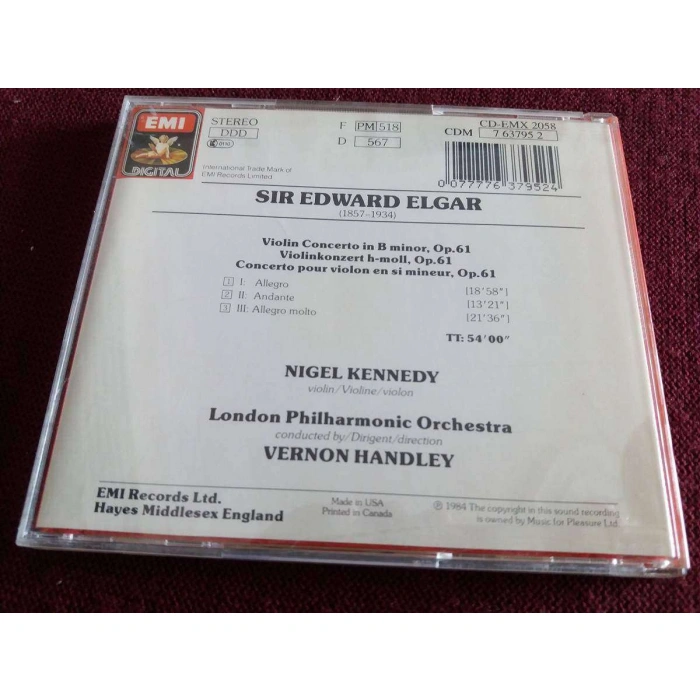 EMI
DIGITAL
STEREO
DDD
F PM 518
D 567
CD-EMX 2058
CDM 7 63795 2
0 077776 379524
International Trade Mark of
EMI Records Limited
SIR EDWARD ELGAR
(1857-1934)
Violin Concerto in B minor, Op.61
Violinkonzert h-moll, Op.61
Concerto pour violon en si mineur, Op.61
1 I: Allegro [18'58"]
2 II: Andante [13'21"]
3 III: Allegro molto [21'36"]
TT: 54'00"
NIGEL KENNEDY
violin/Violine/violon
London Philharmonic Orchestra
conducted by/Dirigent/direction
VERNON HANDLEY
EMI Records Ltd.
Hayes Middlesex England
Made in USA
Printed in Canada
℗ 1984 The copyright in this sound recording
is owned by Music for Pleasure Ltd.